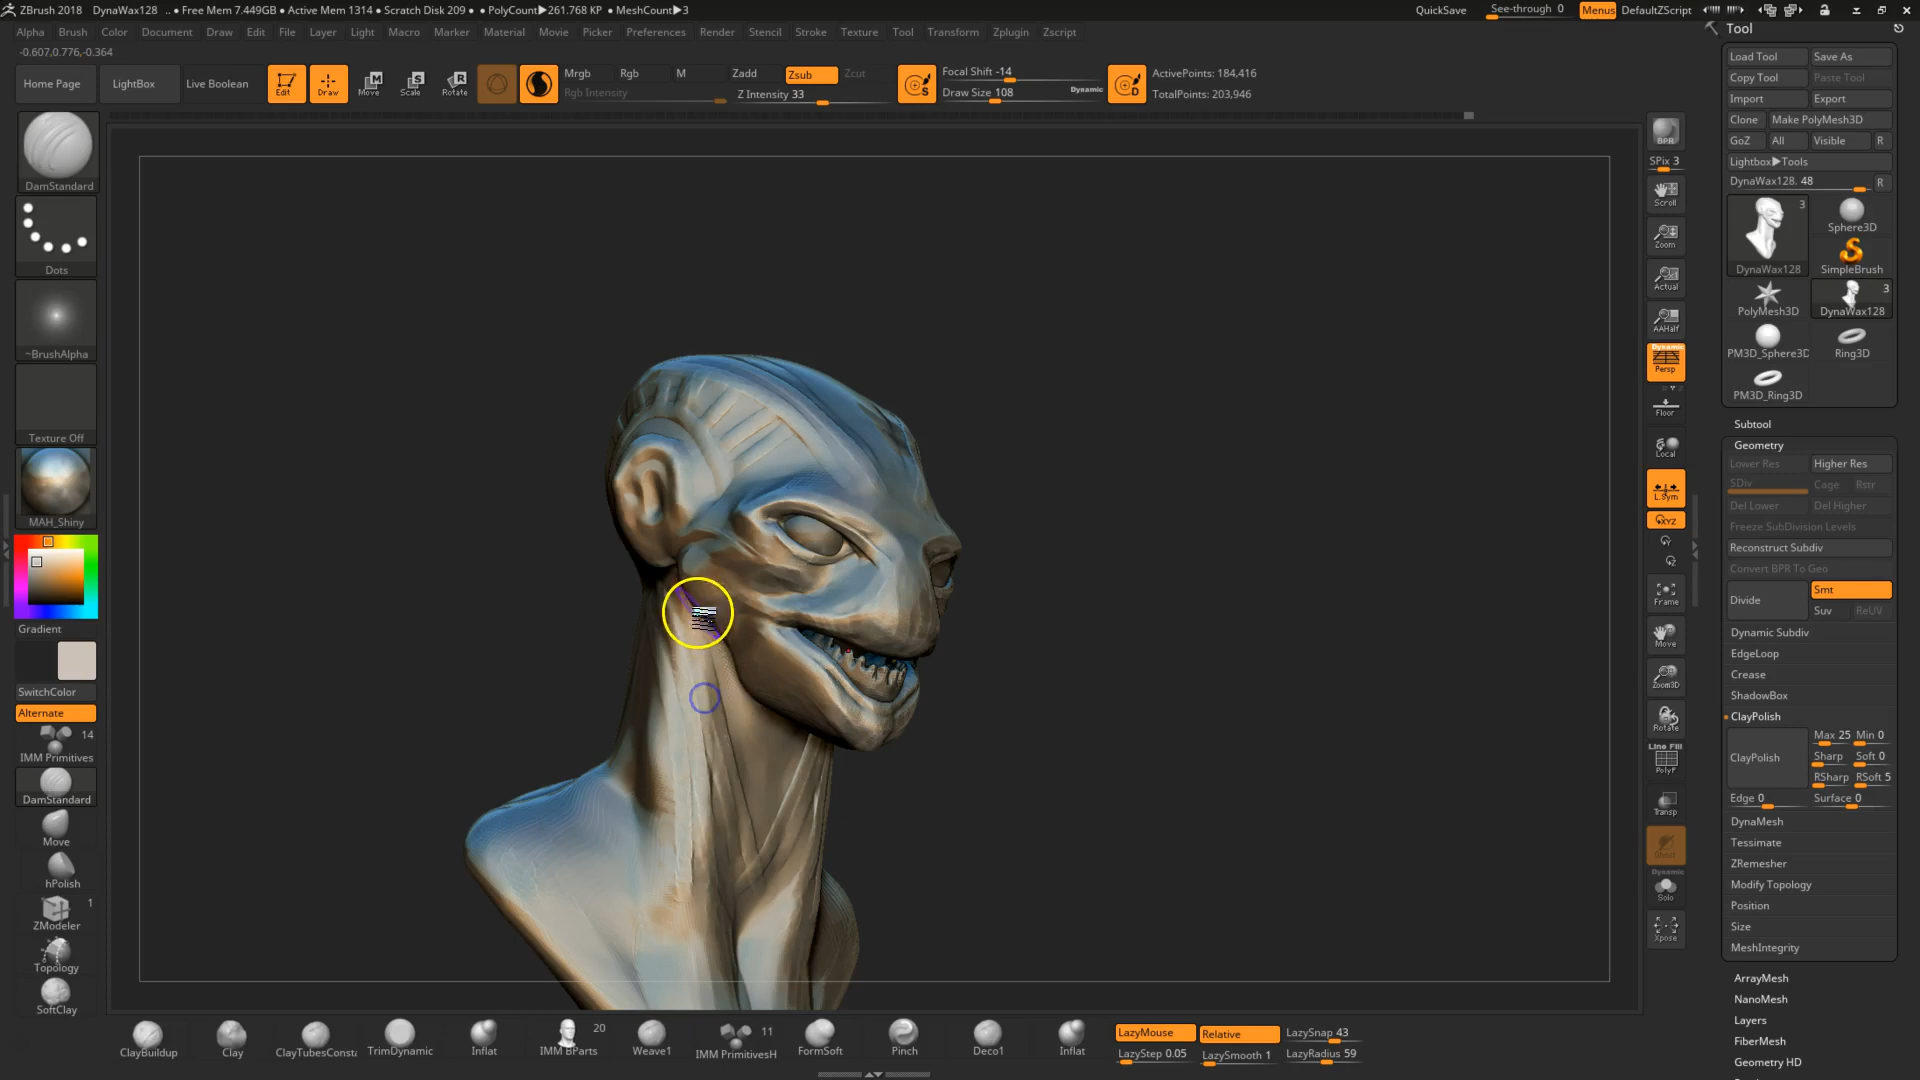 ZBrush 2018 DynaWax128 .. • Free Mem 7.449GB • Active Mem 1314 • Scratch Disk 209 • • PolyCount▶261.768 KP • MeshCount▶3 QuickSave See-through 0 Menus DefaultZScript
Alpha Brush Color Document Draw Edit File Layer Light Macro Marker Material Movie Picker Preferences Render Stencil Stroke Texture Tool Transform Zplugin Zscript
-0.607,0.776,-0.364
Home Page LightBox Live Boolean Edit Draw Move Scale Rotate
Mrgb Rgb M Zadd Zsub Zcut
Rgb Intensity Z Intensity 33
Focal Shift -14
Draw Size 108 Dynamic
ActivePoints: 184,416
TotalPoints: 203,946
DamStandard
Dots
~BrushAlpha
Texture Off
MAH_Shiny
Gradient
SwitchColor
Alternate
14
IMM Primitives
DamStandard
Move
hPolish
1
ZModeler
Topology
SoftClay
BPR
SPix 3
Scroll
Zoom
Actual
AAHalf
Dynamic
Persp
Floor
Local
L.Sym
XYZ
Frame
Move
Zoom3D
Rotate
Line Fill
PolyF
Transp
Ghost
Dynamic
Solo
Xpose
Tool
Load Tool Save As
Copy Tool Paste Tool
Import Export
Clone Make PolyMesh3D
GoZ All Visible R
Lightbox▶Tools
DynaWax128. 48 R
3
DynaWax128
Sphere3D
SimpleBrush
PolyMesh3D
3
DynaWax128
PM3D_Sphere3D Ring3D
PM3D_Ring3D
Subtool
Geometry
Lower Res Higher Res
SDiv Cage Rstr
Del Lower Del Higher
Freeze SubDivision Levels
Reconstruct Subdiv
Convert BPR To Geo
Divide Smt
Suv ReUV
Dynamic Subdiv
EdgeLoop
Crease
ShadowBox
ClayPolish
ClayPolish Max 25 Min 0
Sharp Soft 0
RSharp RSoft 5
Edge 0 Surface 0
DynaMesh
Tessimate
ZRemesher
Modify Topology
Position
Size
MeshIntegrity
ArrayMesh
NanoMesh
Layers
FiberMesh
Geometry HD
ClayBuildup Clay ClayTubesConsta TrimDynamic Inflat 20 IMM BParts Weave1 11 IMM PrimitivesH FormSoft Pinch Deco1 Inflat
LazyMouse Relative LazySnap 43
LazyStep 0.05 LazySmooth 1 LazyRadius 59